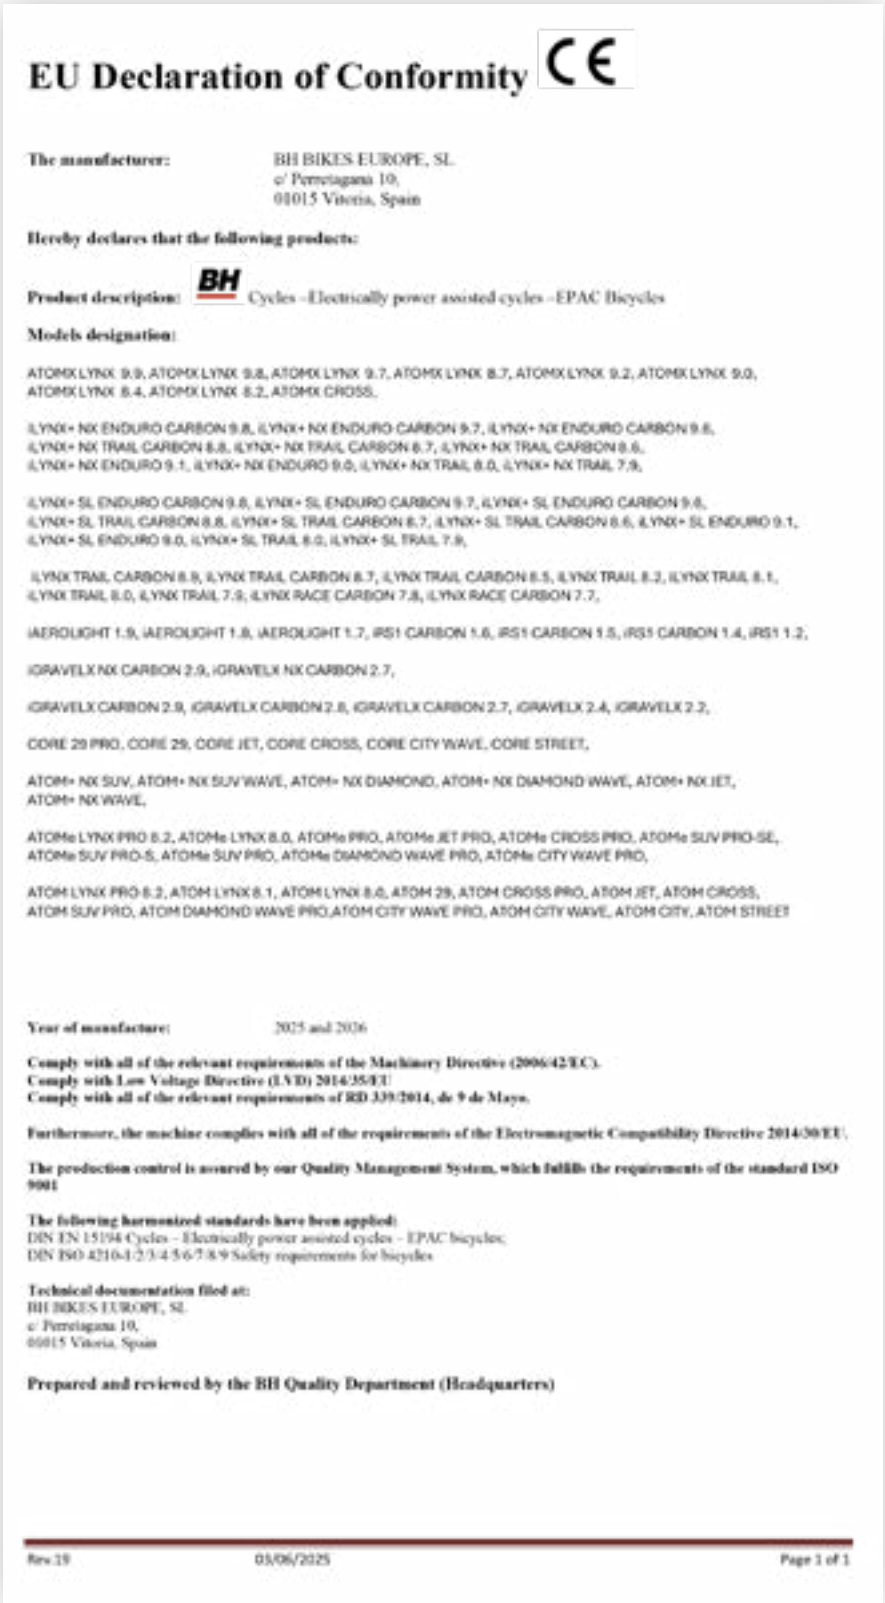 EU Declaration of Conformity CE
The manufacturer: BH BIKES EUROPE, SL
c/ Perretagana 10,
01015 Vitoria, Spain
Hereby declares that the following products:
Product description: BH Cycles –Electrically power assisted cycles –EPAC Bicycles
Models designation:
ATOMX LYNX 9.9, ATOMX LYNX 9.8, ATOMX LYNX 9.7, ATOMX LYNX 8.7, ATOMX LYNX 9.2, ATOMX LYNX 9.0,
ATOMX LYNX 8.4, ATOMX LYNX 8.2, ATOMX CROSS,
iLYNX+ NX ENDURO CARBON 9.8, iLYNX+ NX ENDURO CARBON 9.7, iLYNX+ NX ENDURO CARBON 9.6,
iLYNX+ NX TRAIL CARBON 8.8, iLYNX+ NX TRAIL CARBON 8.7, iLYNX+ NX TRAIL CARBON 8.6,
iLYNX+ NX ENDURO 9.1, iLYNX+ NX ENDURO 9.0, iLYNX+ NX TRAIL 8.0, iLYNX+ NX TRAIL 7.9,
iLYNX+ SL ENDURO CARBON 9.8, iLYNX+ SL ENDURO CARBON 9.7, iLYNX+ SL ENDURO CARBON 9.6,
iLYNX+ SL TRAIL CARBON 8.8, iLYNX+ SL TRAIL CARBON 8.7, iLYNX+ SL TRAIL CARBON 8.6, iLYNX+ SL ENDURO 9.1,
iLYNX+ SL ENDURO 9.0, iLYNX+ SL TRAIL 8.0, iLYNX+ SL TRAIL 7.9,
iLYNX TRAIL CARBON 8.9, iLYNX TRAIL CARBON 8.7, iLYNX TRAIL CARBON 8.5, iLYNX TRAIL 8.2, iLYNX TRAIL 8.1,
iLYNX TRAIL 8.0, iLYNX TRAIL 7.9, iLYNX RACE CARBON 7.8, iLYNX RACE CARBON 7.7,
iAEROLIGHT 1.9, iAEROLIGHT 1.8, iAEROLIGHT 1.7, iRS1 CARBON 1.6, iRS1 CARBON 1.5, iRS1 CARBON 1.4, iRS1 1.2,
iGRAVELX NX CARBON 2.9, iGRAVELX NX CARBON 2.7,
iGRAVELX CARBON 2.9, iGRAVELX CARBON 2.8, iGRAVELX CARBON 2.7, iGRAVELX 2.4, iGRAVELX 2.2,
CORE 29 PRO, CORE 29, CORE JET, CORE CROSS, CORE CITY WAVE, CORE STREET,
ATOM+ NX SUV, ATOM+ NX SUV WAVE, ATOM+ NX DIAMOND, ATOM+ NX DIAMOND WAVE, ATOM+ NX JET,
ATOM+ NX WAVE,
ATOMe LYNX PRO 8.2, ATOMe LYNX 8.0, ATOMe PRO, ATOMe JET PRO, ATOMe CROSS PRO, ATOMe SUV PRO-SE,
ATOMe SUV PRO-S, ATOMe SUV PRO, ATOMe DIAMOND WAVE PRO, ATOMe CITY WAVE PRO,
ATOM LYNX PRO 8.2, ATOM LYNX 8.1, ATOM LYNX 8.0, ATOM 29, ATOM CROSS PRO, ATOM JET, ATOM CROSS,
ATOM SUV PRO, ATOM DIAMOND WAVE PRO,ATOM CITY WAVE PRO, ATOM CITY WAVE, ATOM CITY, ATOM STREET
Year of manufacture: 2025 and 2026
Comply with all of the relevant requirements of the Machinery Directive (2006/42/EC).
Comply with Low Voltage Directive (LVD) 2014/35/EU
Comply with all of the relevant requirements of RD 339/2014, de 9 de Mayo.
Furthermore, the machine complies with all of the requirements of the Electromagnetic Compatibility Directive 2014/30/EU.
The production control is assured by our Quality Management System, which fulfills the requirements of the standard ISO
9001
The following harmonized standards have been applied:
DIN EN 15194 Cycles – Electrically power assisted cycles – EPAC bicycles;
DIN ISO 4210-1/2/3/4/5/6/7/8/9 Safety requirements for bicycles
Technical documentation filed at:
BH BIKES EUROPE, SL
c/ Perretagana 10,
01015 Vitoria, Spain
Prepared and reviewed by the BH Quality Department (Headquarters)
Rev.19 03/06/2025 Page 1 of 1